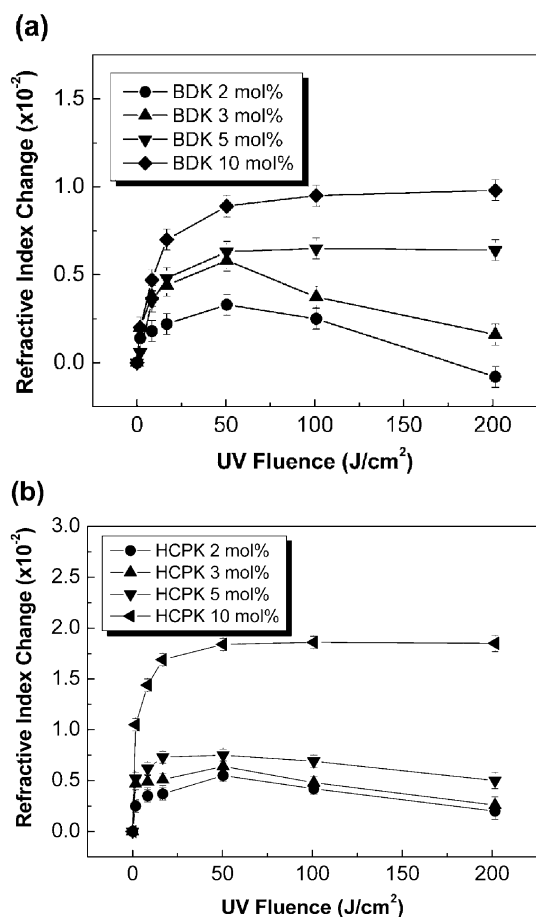 (a)
Refractive Index Change (x10⁻²)
1.5
1.0
0.5
0.0
BDK 2 mol%
BDK 3 mol%
BDK 5 mol%
BDK 10 mol%
0 50 100 150 200
UV Fluence (J/cm²)
(b)
Refractive Index Change (x10⁻²)
3.0
2.5
2.0
1.5
1.0
0.5
0.0
HCPK 2 mol%
HCPK 3 mol%
HCPK 5 mol%
HCPK 10 mol%
0 50 100 150 200
UV Fluence (J/cm²)